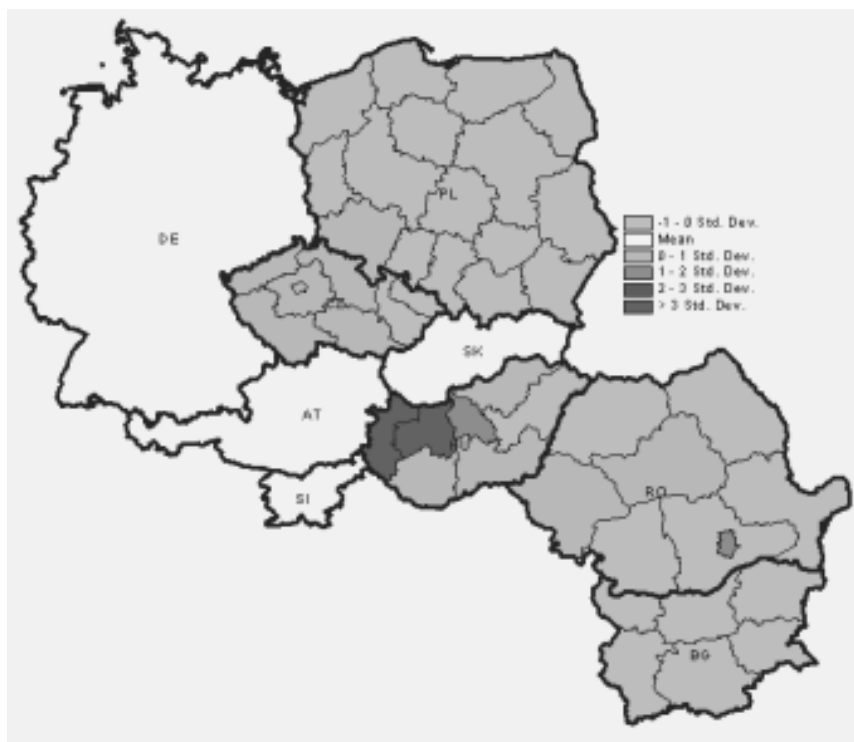 PL
DE
-1 - 0 Std. Dev.
Mean
0 - 1 Std. Dev.
1 - 2 Std. Dev.
2 - 3 Std. Dev.
> 3 Std. Dev.
SK
AT
RO
SI
BG